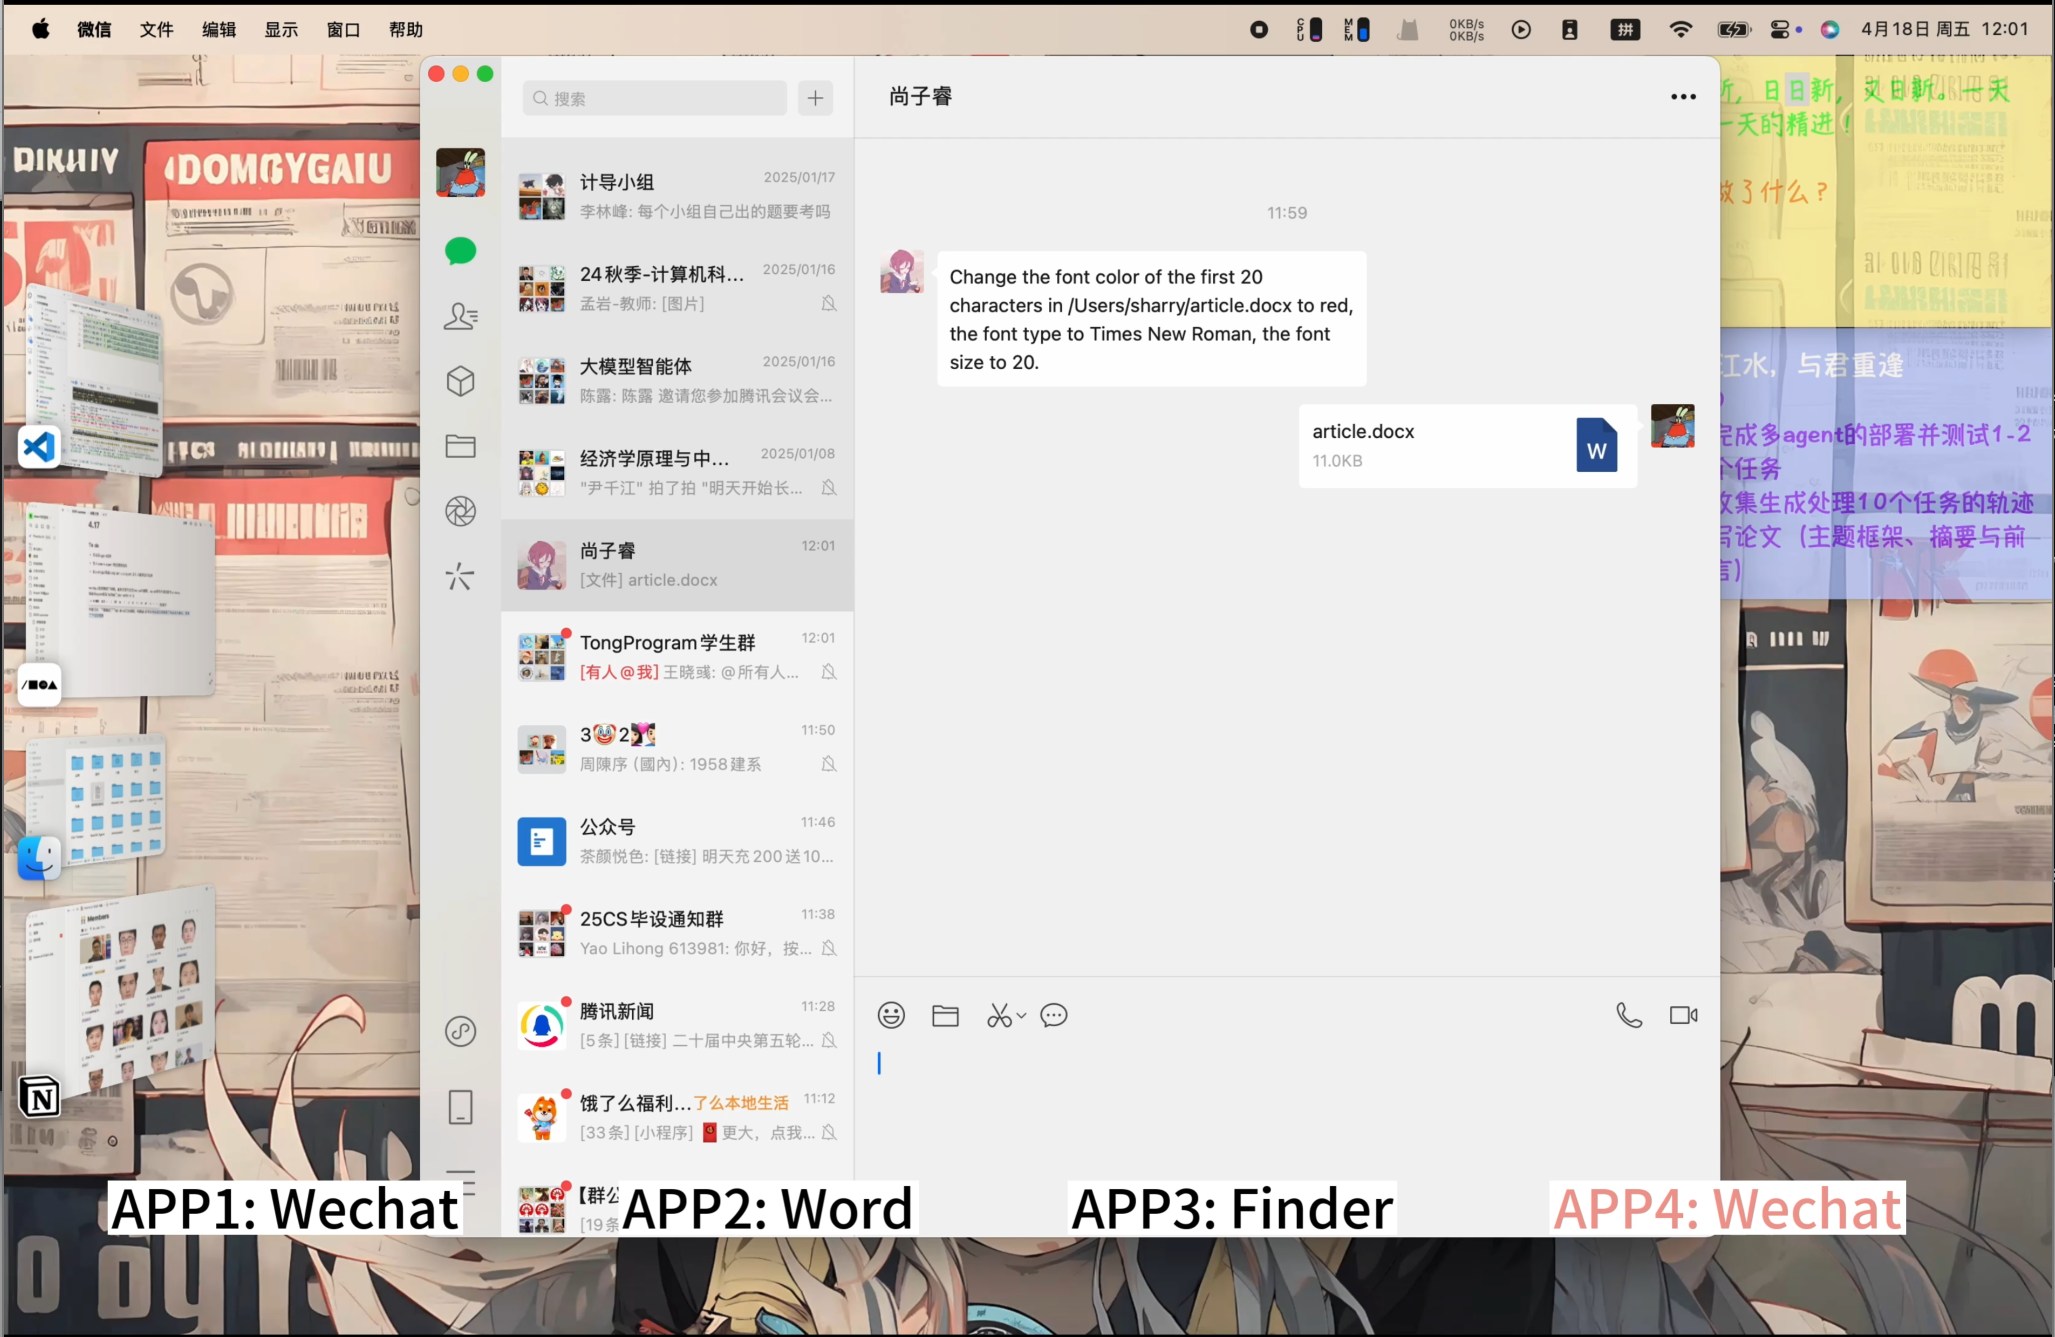 微信 文件 编辑 显示 窗口 帮助
CPU MEM 0KB/s 0KB/s 拼 4月18日 周五 12:01
DOMBYGAIU
4.17
Members
搜索
计导小组 2025/01/17
李林峰: 每个小组自己出的题要考吗
24秋季-计算机科... 2025/01/16
孟岩-教师: [图片]
大模型智能体 2025/01/16
陈露: 陈露 邀请您参加腾讯会议会...
经济学原理与中... 2025/01/08
"尹千江" 拍了拍 "明天开始长...
尚子睿 12:01
[文件] article.docx
TongProgram学生群 12:01
[有人@我] 王晓彧: @所有人...
3🤡2 11:50
周陳序 (國內): 1958建系
公众号 11:46
茶颜悦色: [链接] 明天充200送10...
25CS毕设通知群 11:38
Yao Lihong 613981: 你好，按...
腾讯新闻 11:28
[5条] [链接] 二十届中央第五轮...
饿了么福利...了么本地生活 11:12
[33条] [小程序] 更大，点我...
【群公
[19条
尚子睿
11:59
Change the font color of the first 20
characters in /Users/sharry/article.docx to red,
the font type to Times New Roman, the font
size to 20.
article.docx
11.0KB
W
日日新，又日新。一天
一天的精进！
做了什么？
江水，与君重逢
完成多agent的部署并测试1-2
个任务
收集生成处理10个任务的轨迹
写论文（主题框架、摘要与前
言）
APP1: Wechat
APP2: Word
APP3: Finder
APP4: Wechat